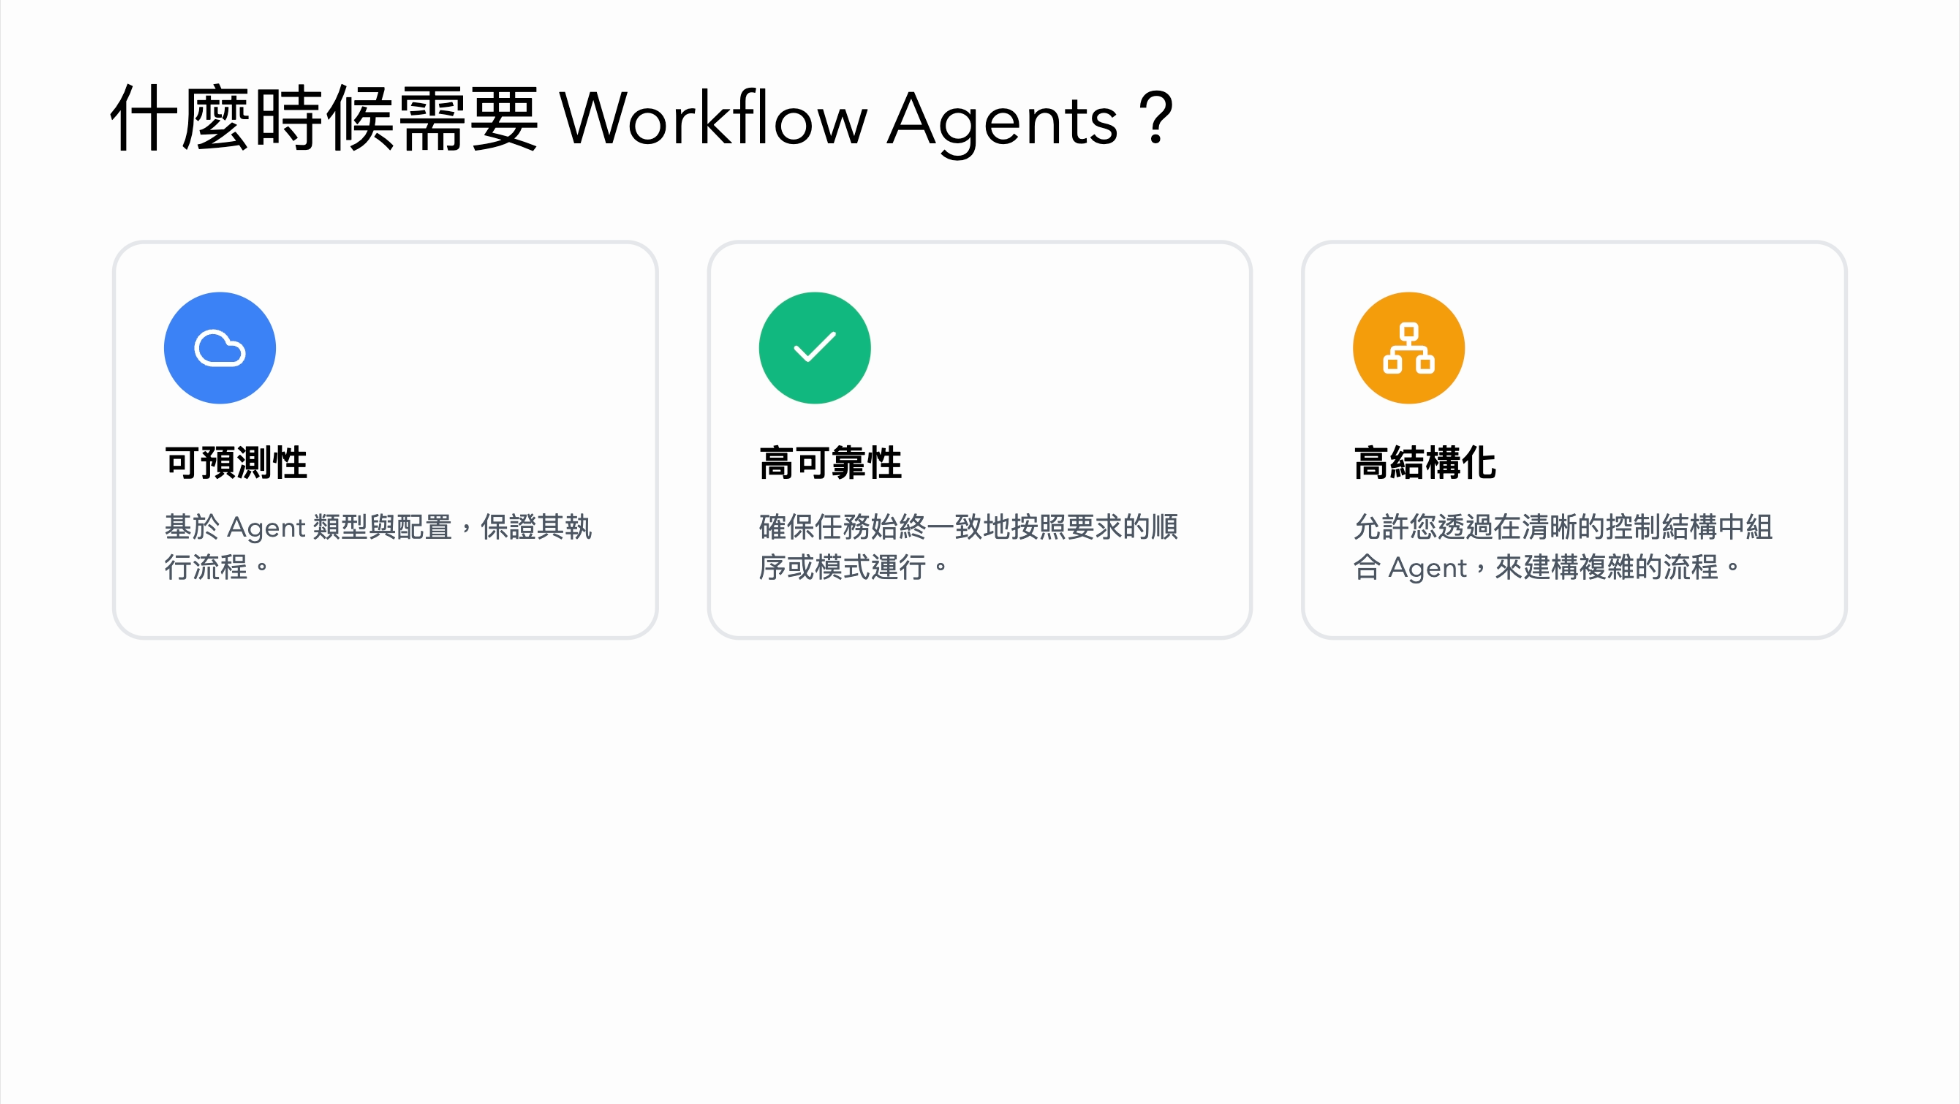 什麼時候需要 Workflow Agents？
可預測性
基於 Agent 類型與配置，保證其執
行流程。
高可靠性
確保任務始終一致地按照要求的順
序或模式運行。
高結構化
允許您透過在清晰的控制結構中組
合 Agent，來建構複雜的流程。